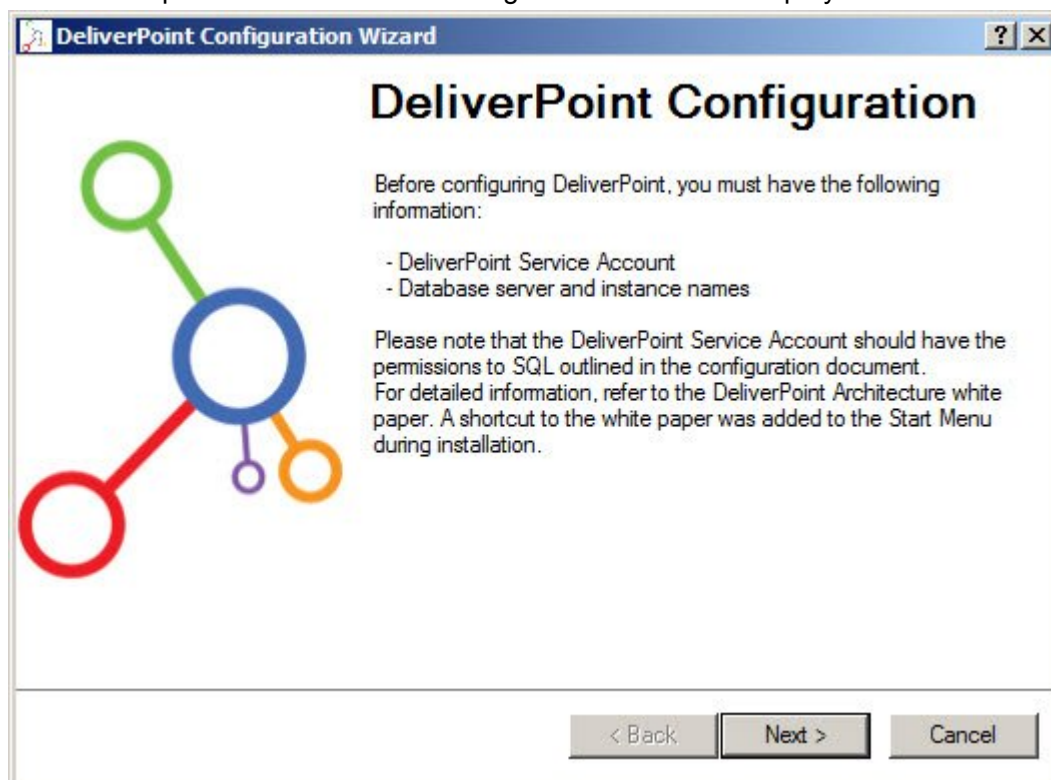 DeliverPoint Configuration Wizard
DeliverPoint Configuration
Before configuring DeliverPoint, you must have the following
information:
- DeliverPoint Service Account
- Database server and instance names
Please note that the DeliverPoint Service Account should have the
permissions to SQL outlined in the configuration document.
For detailed information, refer to the DeliverPoint Architecture white
paper. A shortcut to the white paper was added to the Start Menu
during installation.
< Back
Next >
Cancel